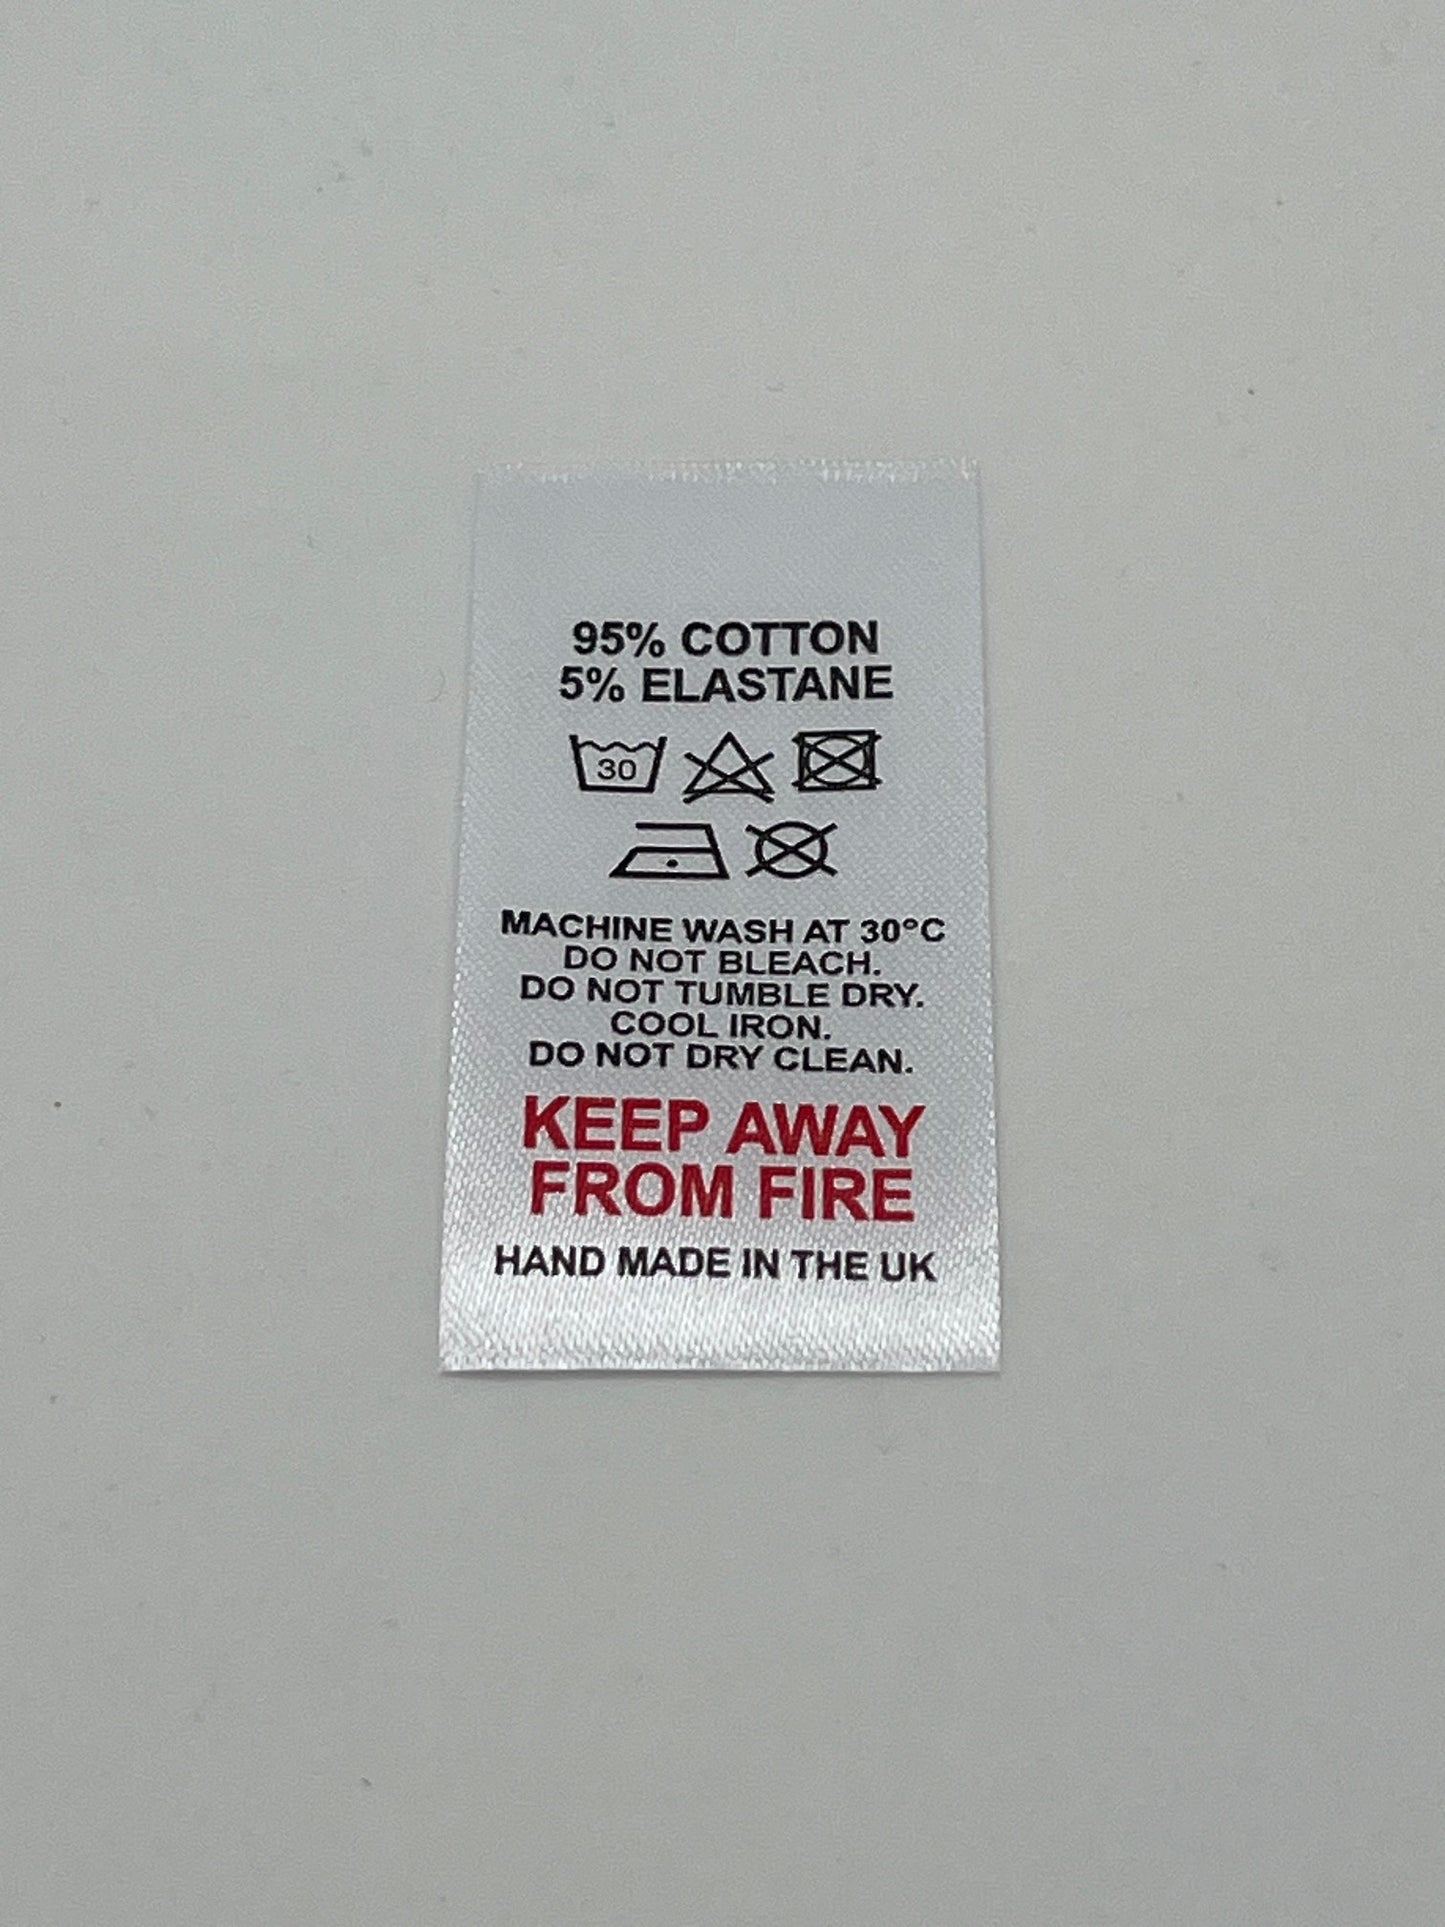 95% COTTON
5% ELASTANE
30
MACHINE WASH AT 30°C
DO NOT BLEACH.
DO NOT TUMBLE DRY.
COOL IRON.
DO NOT DRY CLEAN.
KEEP AWAY
FROM FIRE
HAND MADE IN THE UK